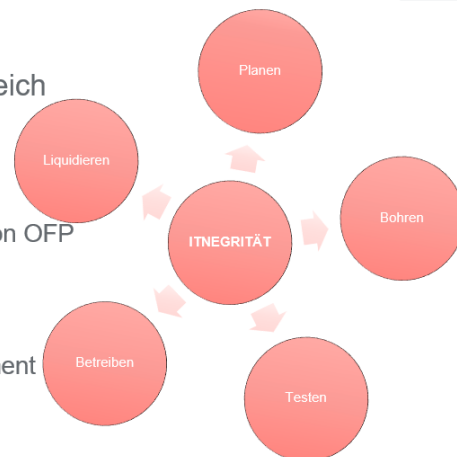 Planen
eich
Liquidieren
Bohren
on OFP
ITNEGRITÄT
ent
Betreiben
Testen